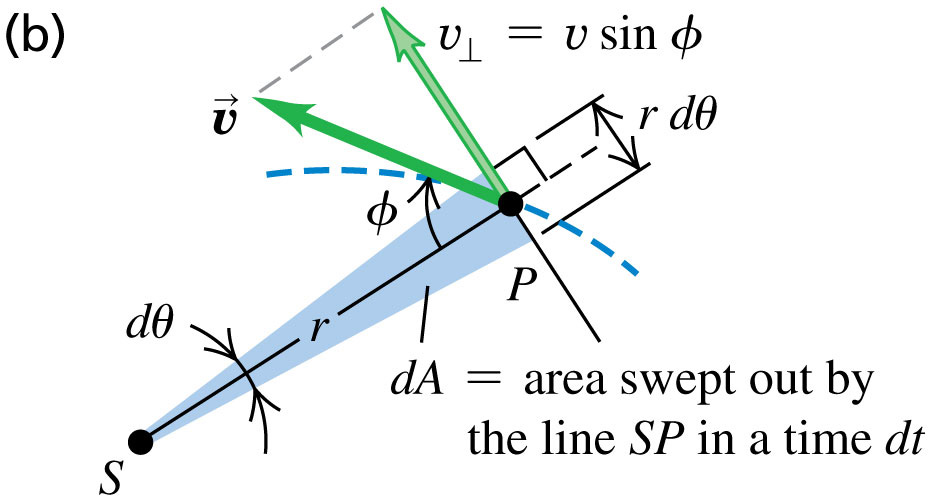 (b)
v⊥ = v sin ϕ
v⃗
r dθ
ϕ
P
dθ
r
dA = area swept out by
the line SP in a time dt
S